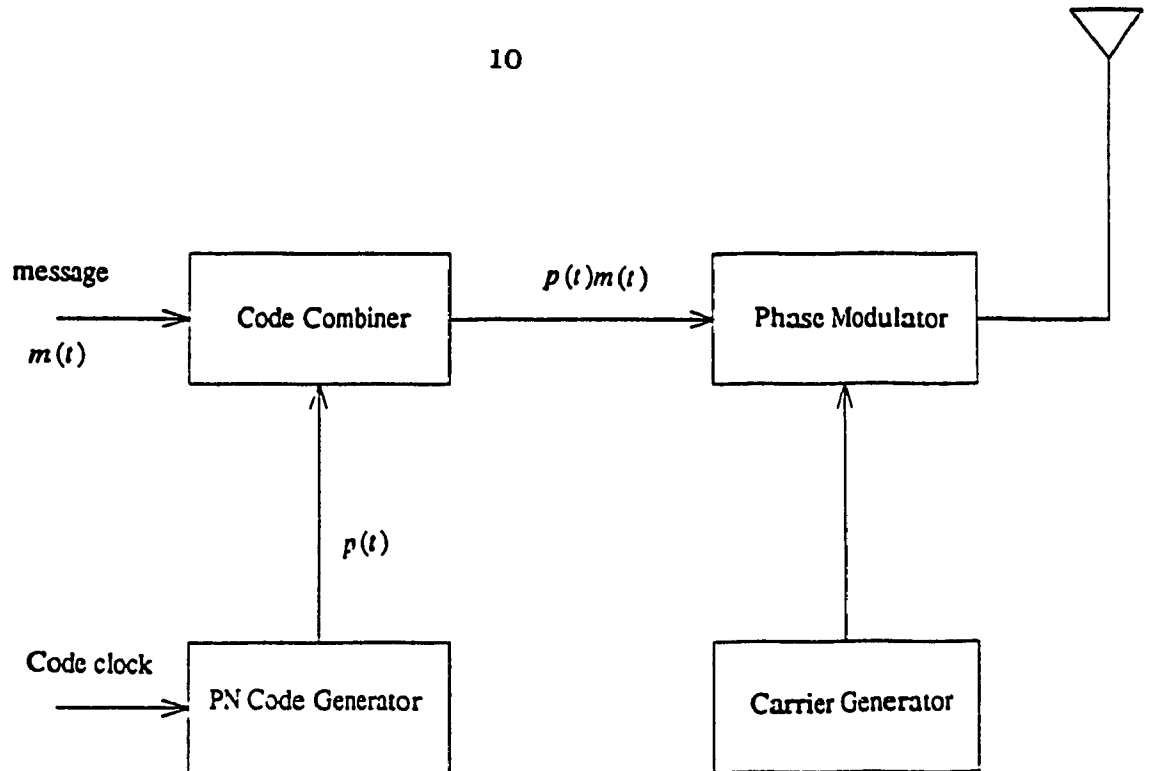 10
message
m(t)
Code Combiner
p(t)m(t)
Phase Modulator
p(t)
Code clock
PN Code Generator
Carrier Generator